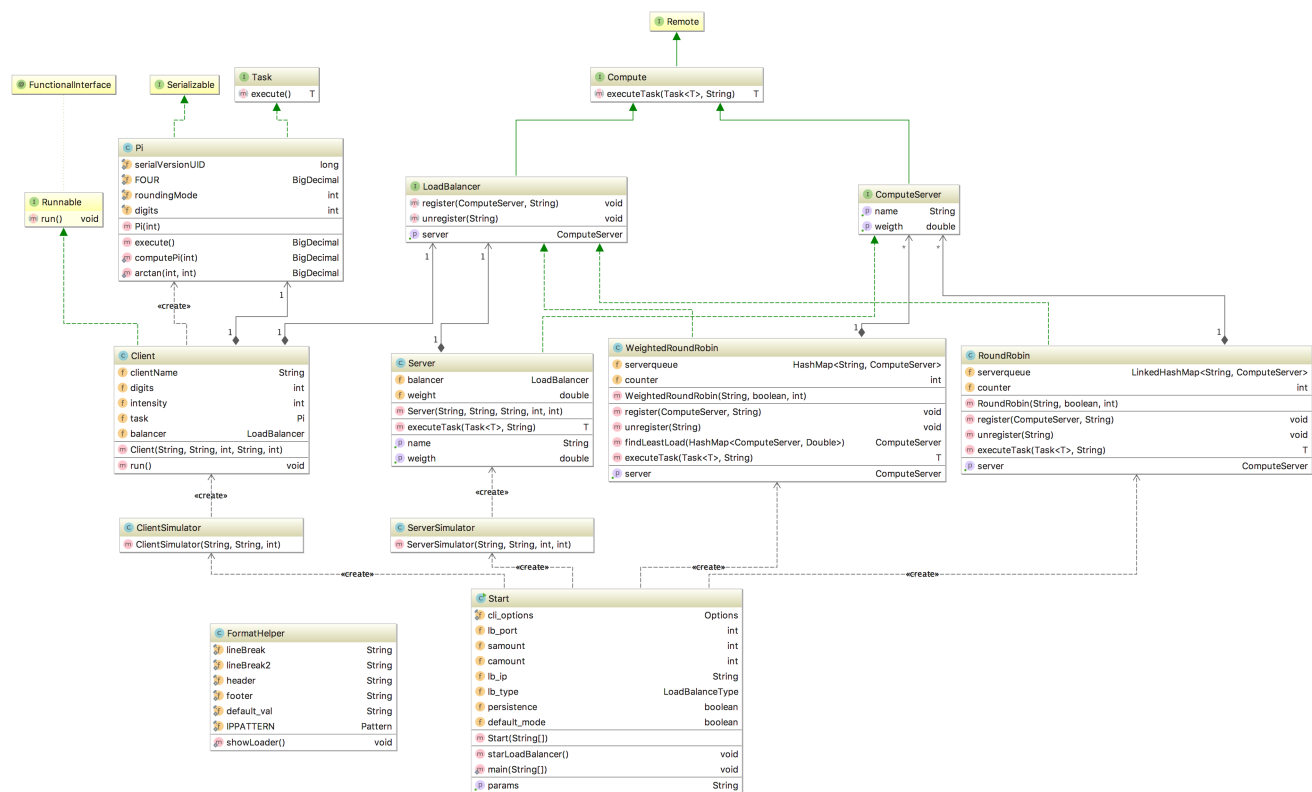 Remote
FunctionalInterface
Serializable
Task
execute() T
Compute
executeTask(Task<T>, String) T
Pi
serialVersionUID long
FOUR BigDecimal
roundingMode int
digits int
Pi(int)
execute() BigDecimal
computePi(int) BigDecimal
arctan(int, int) BigDecimal
Runnable
run() void
LoadBalancer
register(ComputeServer, String) void
unregister(String) void
server ComputeServer
ComputeServer
name String
weigth double
1
1
*
*
«create»
1
1
1
1
1
1
Client
clientName String
digits int
intensity int
task Pi
balancer LoadBalancer
Client(String, String, int, String, int)
run() void
Server
balancer LoadBalancer
weight double
Server(String, String, String, int, int)
executeTask(Task<T>, String) T
name String
weigth double
WeightedRoundRobin
serverqueue HashMap<String, ComputeServer>
counter int
WeightedRoundRobin(String, boolean, int)
register(ComputeServer, String) void
unregister(String) void
findLeastLoad(HashMap<ComputeServer, Double>) ComputeServer
executeTask(Task<T>, String) T
server ComputeServer
RoundRobin
serverqueue LinkedHashMap<String, ComputeServer>
counter int
RoundRobin(String, boolean, int)
register(ComputeServer, String) void
unregister(String) void
executeTask(Task<T>, String) T
server ComputeServer
«create»
«create»
ClientSimulator
ClientSimulator(String, String, int)
ServerSimulator
ServerSimulator(String, String, int, int)
«create»
«create»
«create»
«create»
Start
cli_options Options
lb_port int
samount int
camount int
lb_ip String
lb_type LoadBalanceType
persistence boolean
default_mode boolean
Start(String[])
starLoadBalancer() void
main(String[]) void
params String
FormatHelper
lineBreak String
lineBreak2 String
header String
footer String
default_val String
IPPATTERN Pattern
showLoader() void